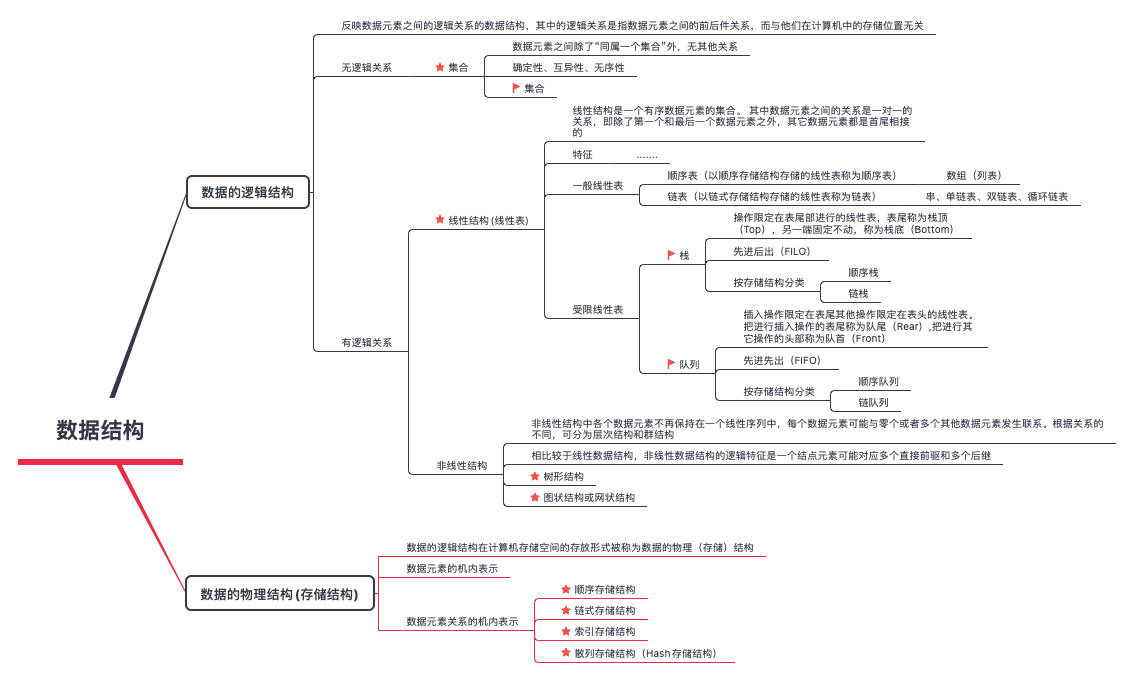 反映数据元素之间的逻辑关系的数据结构，其中的逻辑关系是指数据元素之间的前后件关系，而与他们在计算机中的存储位置无关
数据元素之间除了“同属一个集合”外，无其他关系
无逻辑关系
集合
确定性、互异性、无序性
集合
线性结构是一个有序数据元素的集合。 其中数据元素之间的关系是一对一的
关系，即除了第一个和最后一个数据元素之外，其它数据元素都是首尾相接
的
特征
.......
一般线性表
顺序表（以顺序存储结构存储的线性表称为顺序表）
数组（列表）
链表（以链式存储结构存储的线性表称为链表）
串、单链表、双链表、循环链表
数据的逻辑结构
线性结构 (线性表)
操作限定在表尾部进行的线性表，表尾称为栈顶
（Top），另一端固定不动，称为栈底（Bottom）
栈
先进后出（FILO）
按存储结构分类
顺序栈
链栈
受限线性表
插入操作限定在表尾其他操作限定在表头的线性表。
把进行插入操作的表尾称为队尾（Rear）,把进行其
它操作的头部称为队首（Front）
有逻辑关系
队列
先进先出（FIFO）
按存储结构分类
顺序队列
链队列
数据结构
非线性结构中各个数据元素不再保持在一个线性序列中，每个数据元素可能与零个或者多个其他数据元素发生联系。根据关系的
不同，可分为层次结构和群结构
相比较于线性数据结构，非线性数据结构的逻辑特征是一个结点元素可能对应多个直接前驱和多个后继
非线性结构
树形结构
图状结构或网状结构
数据的逻辑结构在计算机存储空间的存放形式被称为数据的物理（存储）结构
数据元素的机内表示
数据的物理结构 (存储结构)
顺序存储结构
链式存储结构
数据元素关系的机内表示
索引存储结构
散列存储结构（Hash 存储结构）